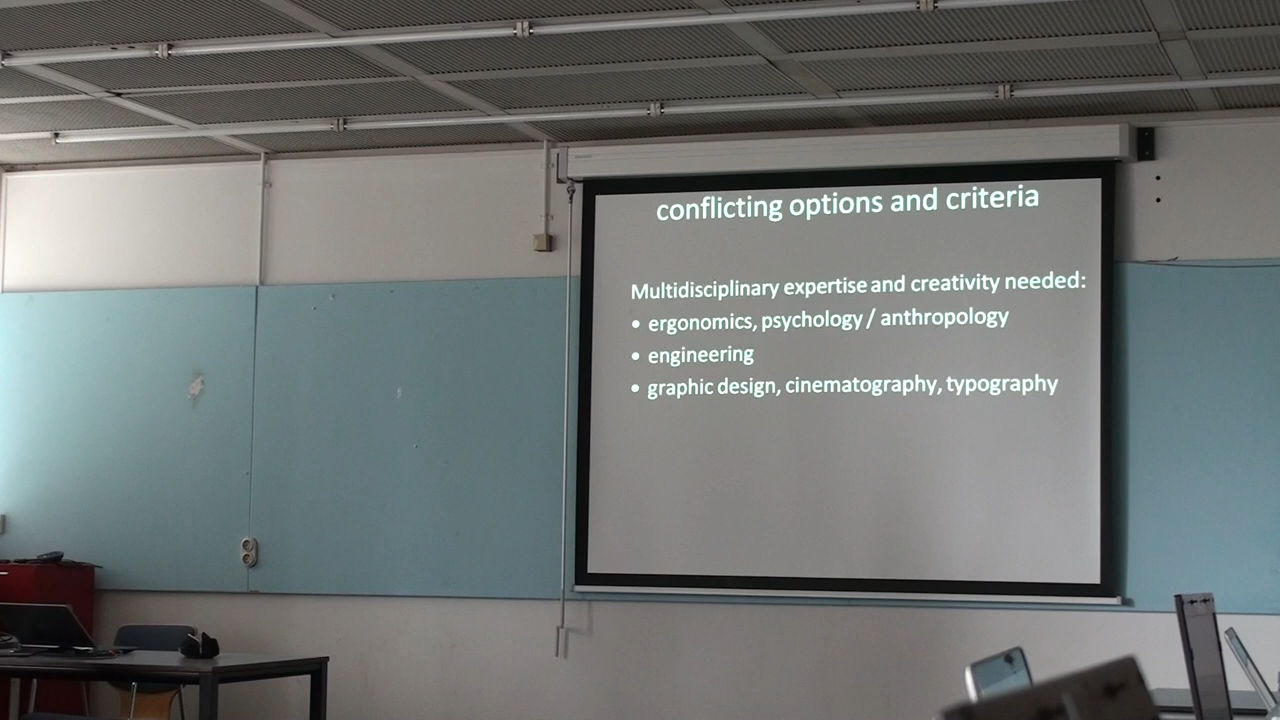 conflicting options and criteria
Multidisciplinary expertise and creativity needed:
• ergonomics, psychology / anthropology
• engineering
• graphic design, cinematography, typography